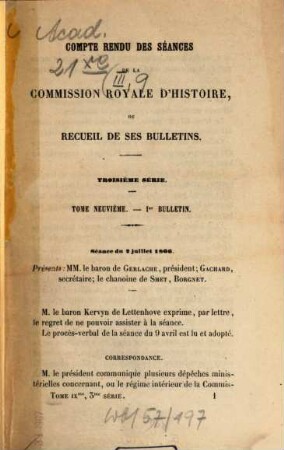 Acad.
COMPTE RENDU DES SÉANCES
DE LA
21 xe (III,9
COMMISSION ROYALE D'HISTOIRE,
OU
RECUEIL DE SES BULLETINS.
TROISIÈME SÉRIE.
TOME NEUVIÈME. — Ier BULLETIN.
Séance du 2 juillet 1866.
Présents : MM. le baron de GERLACHE, président; GACHARD,
secrétaire; le chanoine DE SMET, BORGNET.
M. le baron Kervyn de Lettenhove exprime, par lettre,
le regret de ne pouvoir assister à la séance.
Le procès-verbal de la séance du 9 avril est lu et adopté.
CORRESPONDANCE.
M. le président communique plusieurs dépêches minis-
térielles concernant, ou le régime intérieur de la Commis-
TOME IXme, 3me SÉRIE. 1
57/197